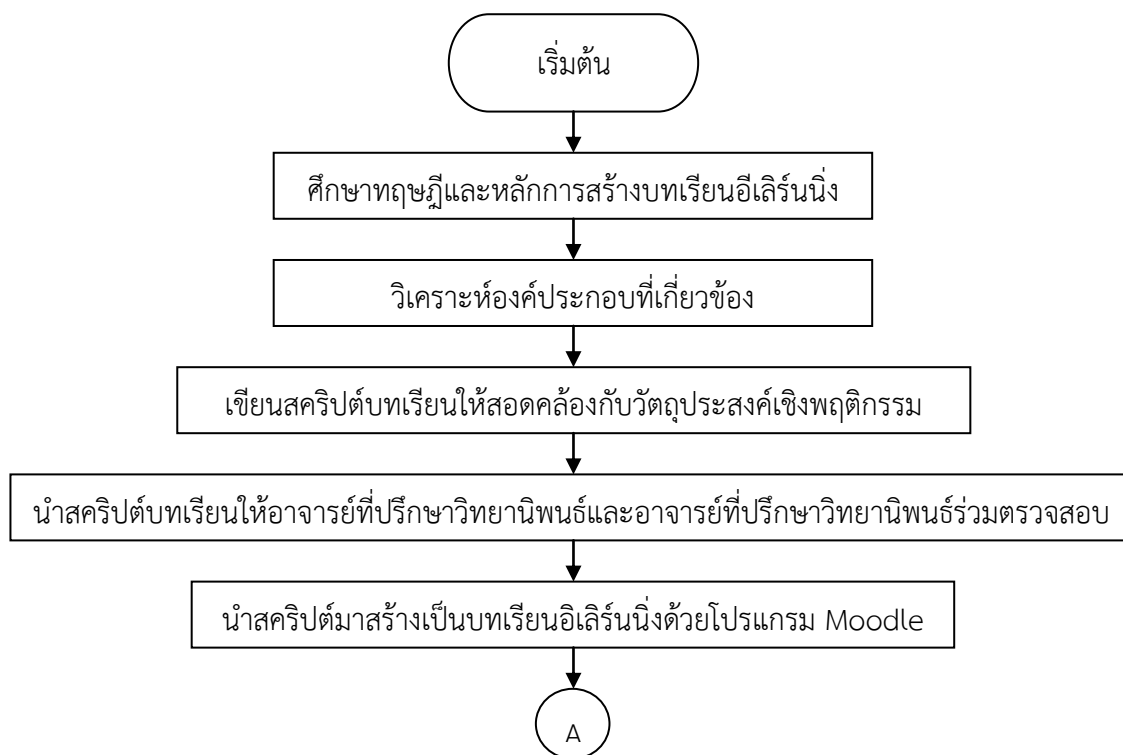 เริ่มต้น
ศึกษาทฤษฎีและหลักการสร้างบทเรียนอีเลิร์นนิ่ง
วิเคราะห์องค์ประกอบที่เกี่ยวข้อง
เขียนสคริปต์บทเรียนให้สอดคล้องกับวัตถุประสงค์เชิงพฤติกรรม
นำสคริปต์บทเรียนให้อาจารย์ที่ปรึกษาวิทยานิพนธ์และอาจารย์ที่ปรึกษาวิทยานิพนธ์ร่วมตรวจสอบ
นำสคริปต์มาสร้างเป็นบทเรียนอิเลิร์นนิ่งด้วยโปรแกรม Moodle
A